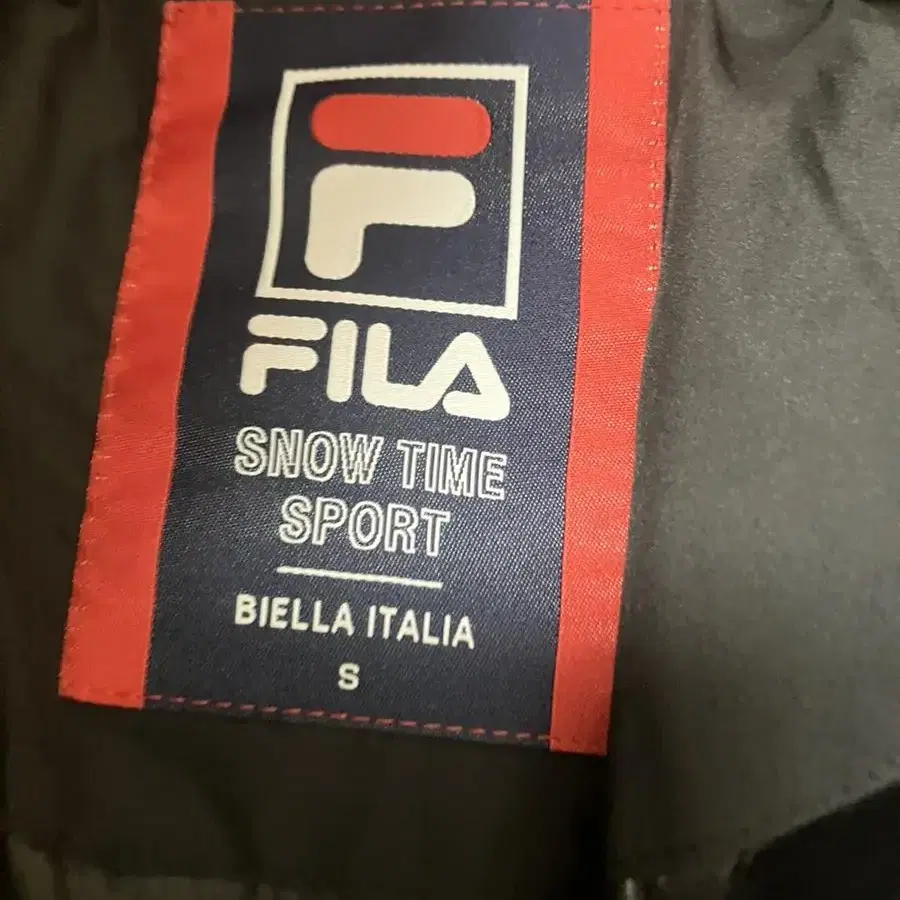 FILA
SNOW TIME
SPORT
BIELLA ITALIA
S